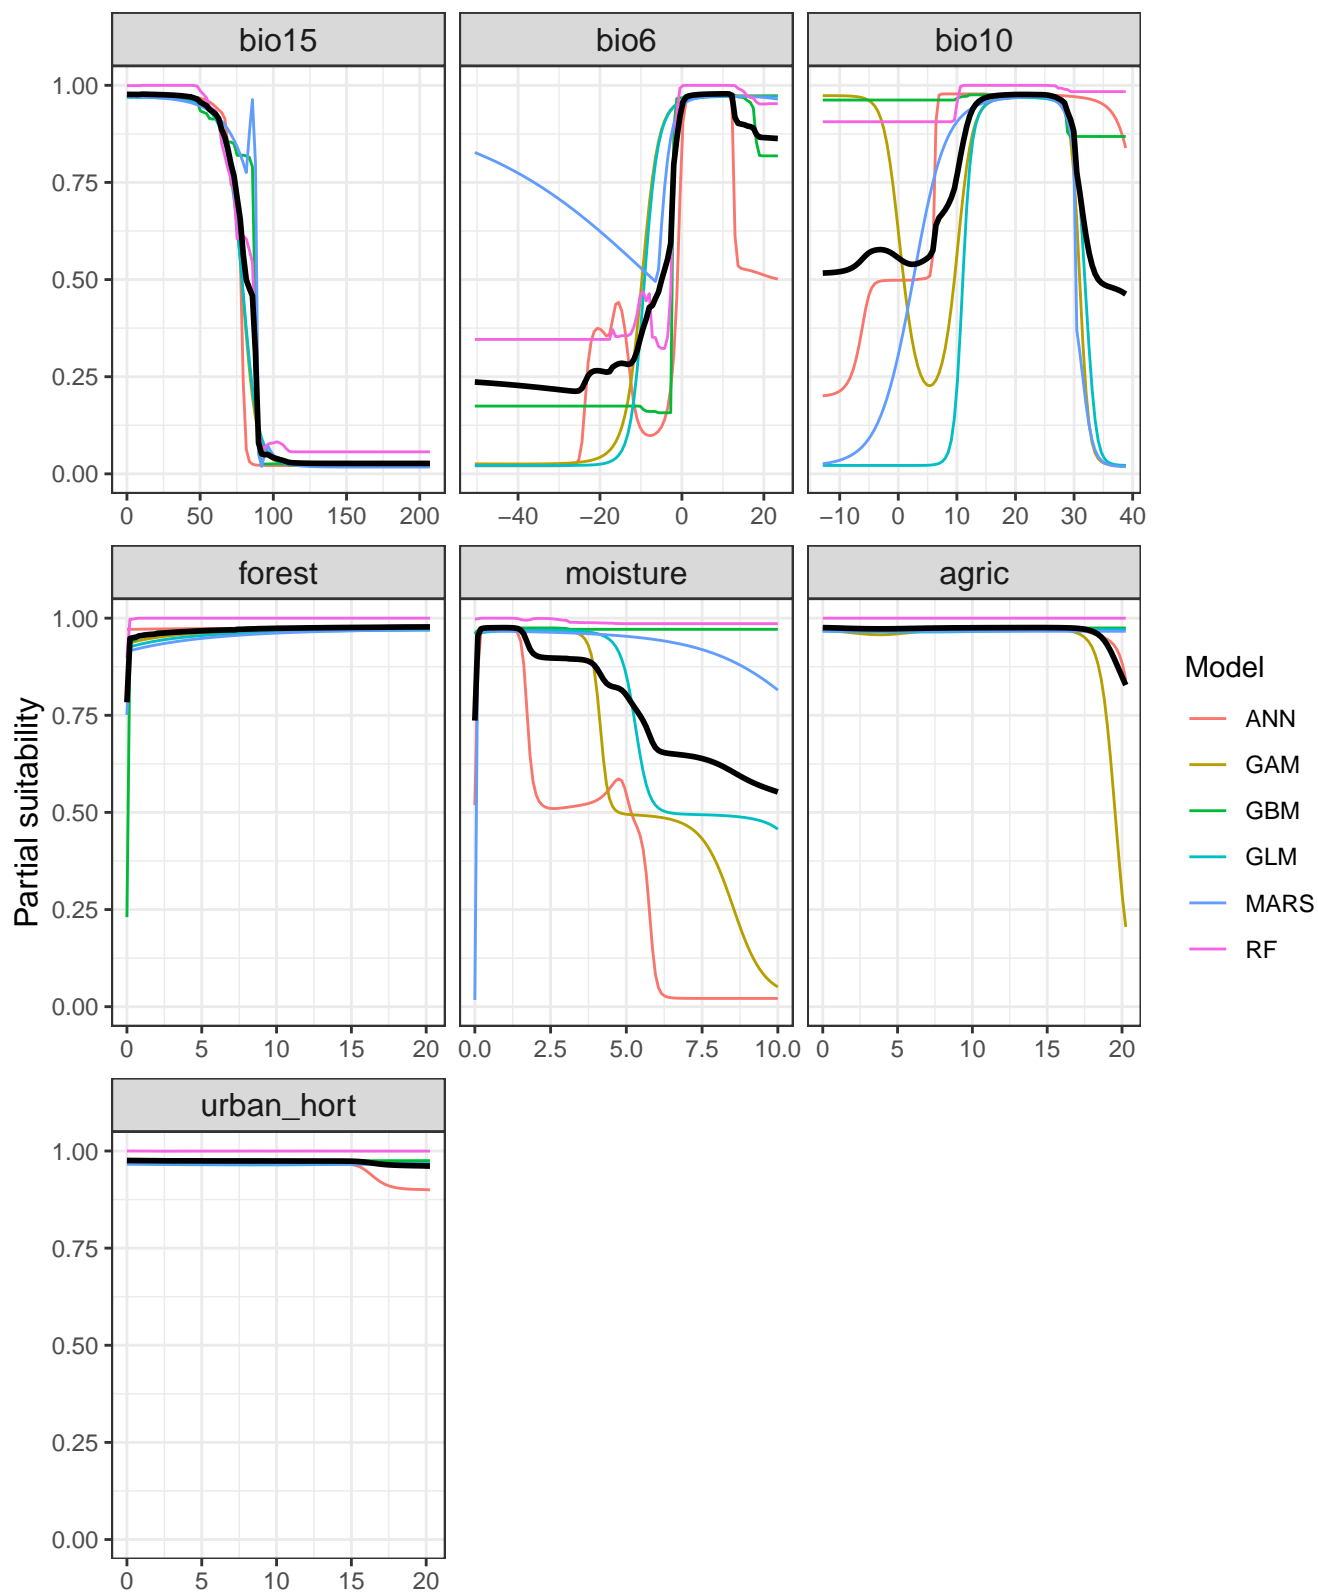 bio15 bio6 bio10
1.00
0.75
0.50
0.25
0.00
0 50 100 150 200 −40 −20 0 20 −10 0 10 20 30 40
forest moisture agric
1.00
0.75
0.50
0.25
0.00
0 5 10 15 20 0.0 2.5 5.0 7.5 10.0 0 5 10 15 20
urban_hort
1.00
0.75
0.50
0.25
0.00
0 5 10 15 20
Partial suitability
Model
ANN
GAM
GBM
GLM
MARS
RF